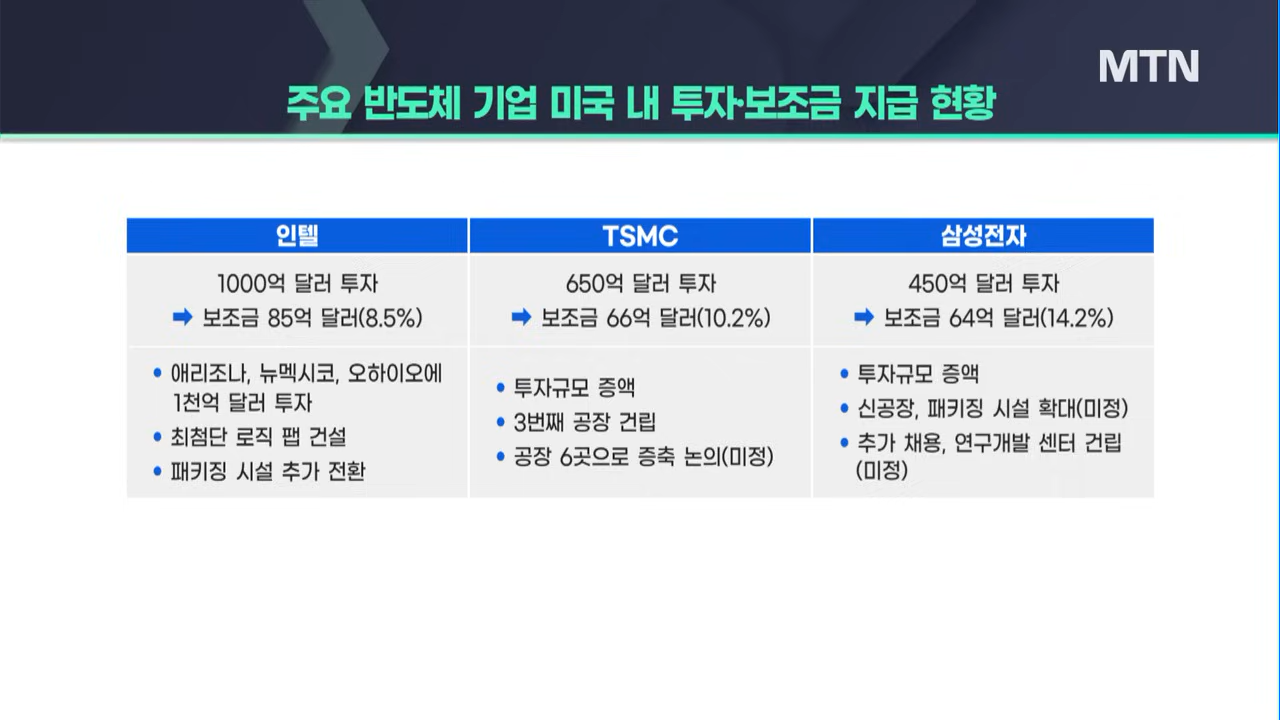 MTN
주요 반도체 기업 미국 내 투자·보조금 지급 현황
인텔
1000억 달러 투자
➡ 보조금 85억 달러(8.5%)
• 애리조나, 뉴멕시코, 오하이오에
1천억 달러 투자
• 최첨단 로직 팹 건설
• 패키징 시설 추가 전환
TSMC
650억 달러 투자
➡ 보조금 66억 달러(10.2%)
• 투자규모 증액
• 3번째 공장 건립
• 공장 6곳으로 증축 논의(미정)
삼성전자
450억 달러 투자
➡ 보조금 64억 달러(14.2%)
• 투자규모 증액
• 신공장, 패키징 시설 확대(미정)
• 추가 채용, 연구개발 센터 건립
(미정)